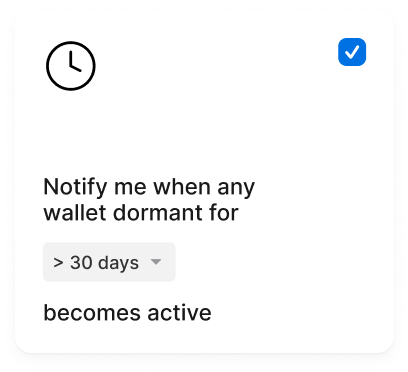 Notify me when any
wallet dormant for
> 30 days
becomes active